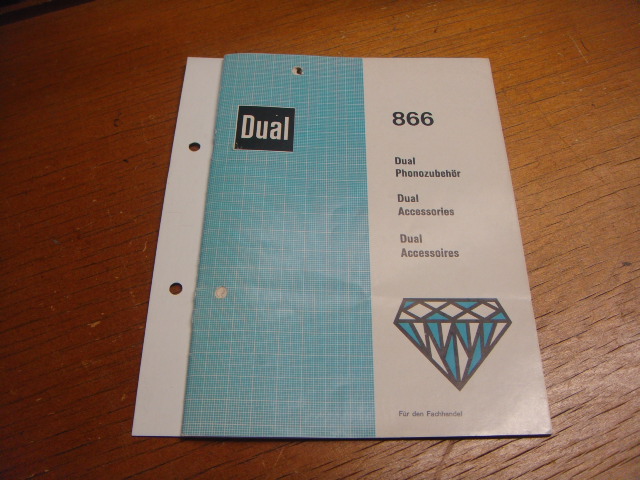 Dual
866
Dual
Phonozubehör
Dual
Accessories
Dual
Accessoires
Für den Fachhandel